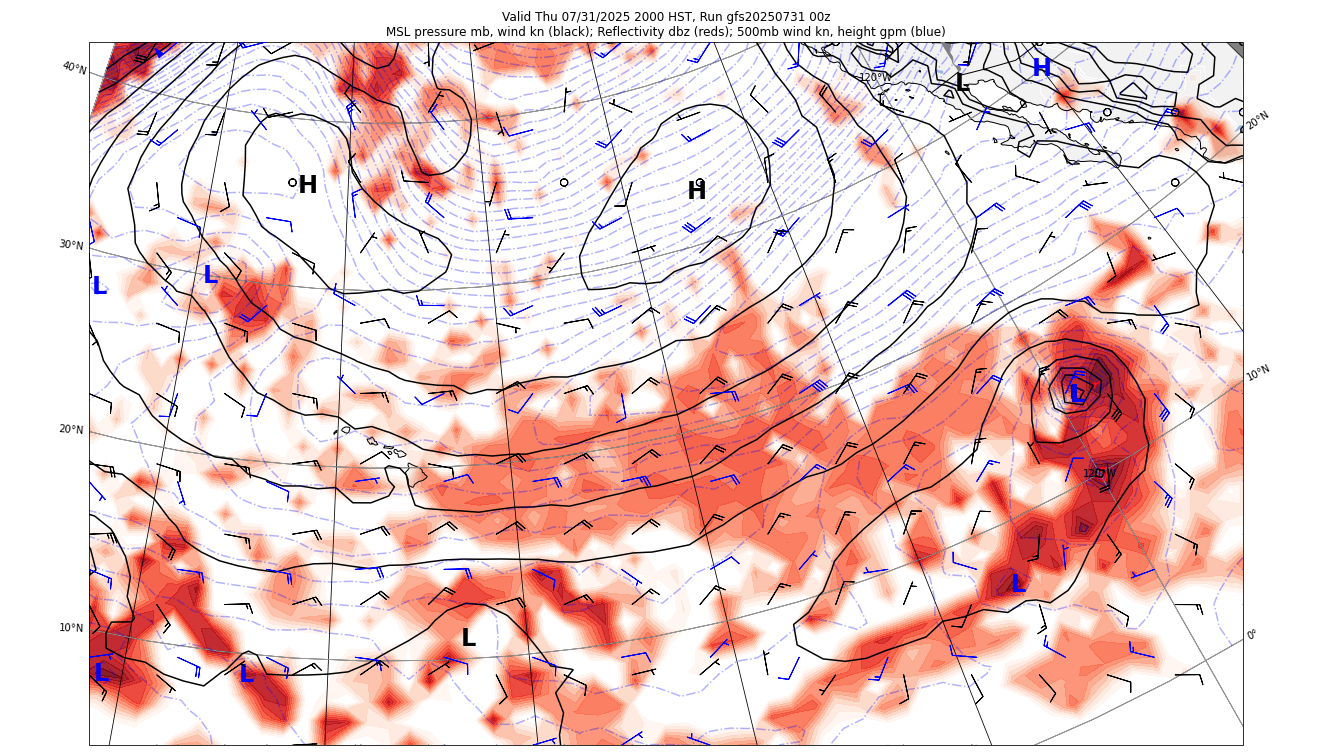 Valid Thu 07/31/2025 2000 HST, Run gfs20250731 00z
MSL pressure mb, wind kn (black); Reflectivity dbz (reds); 500mb wind kn, height gpm (blue)
40°N
120°W
L
H
20°N
H
H
30°N
L
L
10°N
L
20°N
120°W
L
10°N
L
0°
L
L